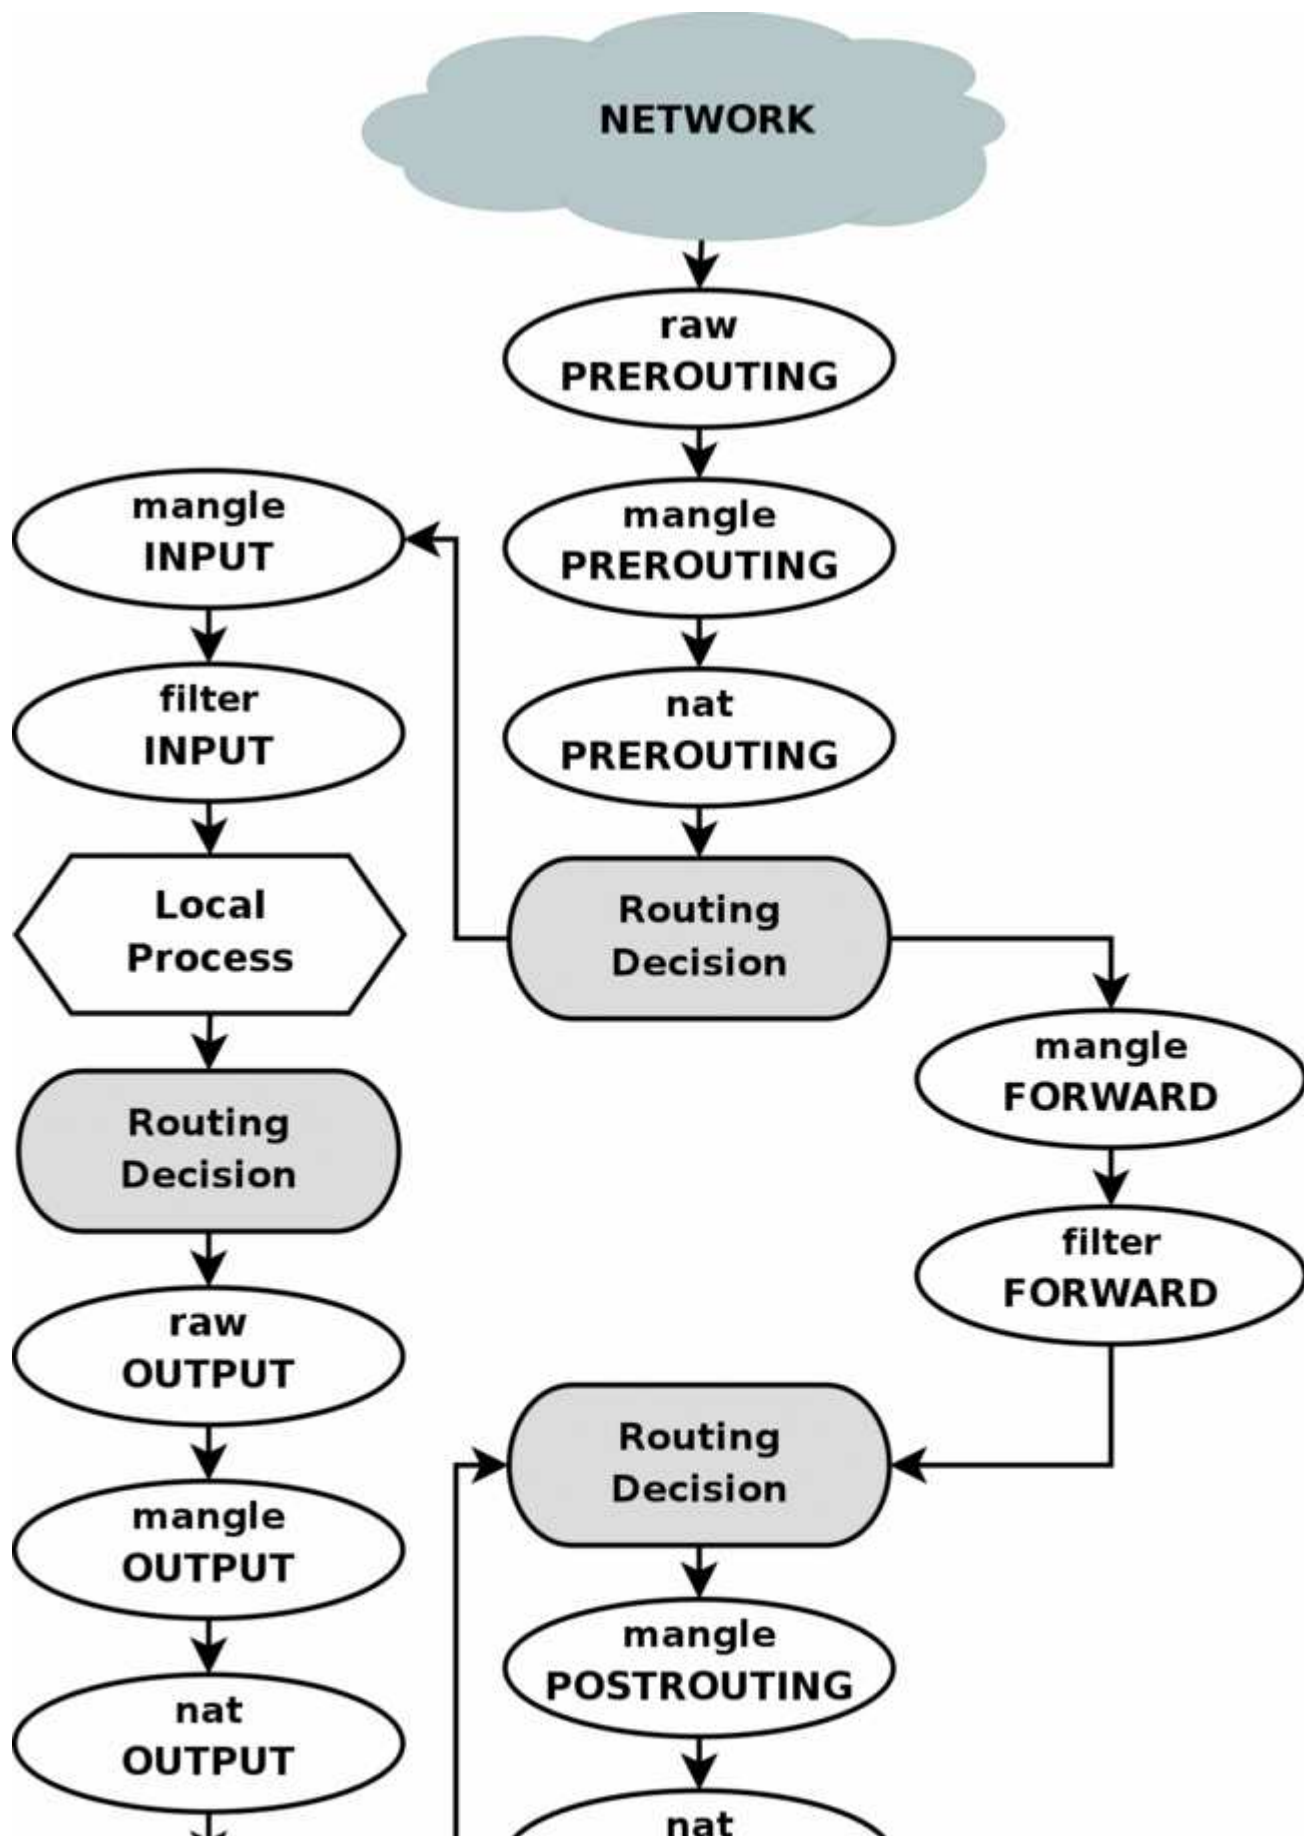 NETWORK
raw
PREROUTING
mangle
PREROUTING
nat
PREROUTING
Routing
Decision
mangle
INPUT
filter
INPUT
Local
Process
Routing
Decision
raw
OUTPUT
mangle
OUTPUT
nat
OUTPUT
mangle
FORWARD
filter
FORWARD
Routing
Decision
mangle
POSTROUTING
nat